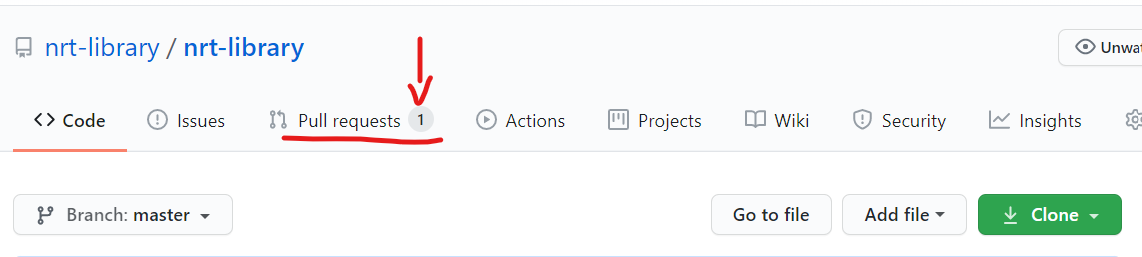 nrt-library / nrt-library
Unwat
Code Issues Pull requests 1 Actions Projects Wiki Security Insights
Branch: master Go to file Add file Clone